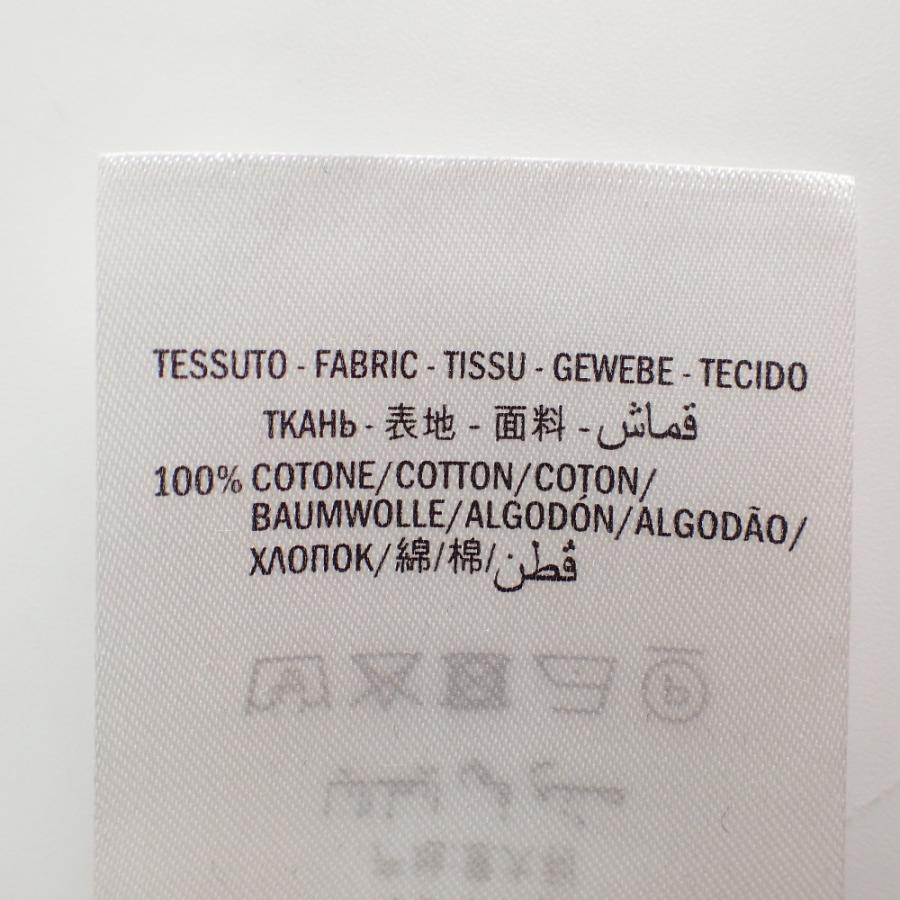 TESSUTO - FABRIC - TISSU - GEWEBE - TECIDO
ТКАНЬ - 表地 - 面料 - قماش
100% COTONE/COTTON/COTON/
BAUMWOLLE/ALGODÓN/ALGODÃO/
ХЛОПОК/綿/棉/قطن